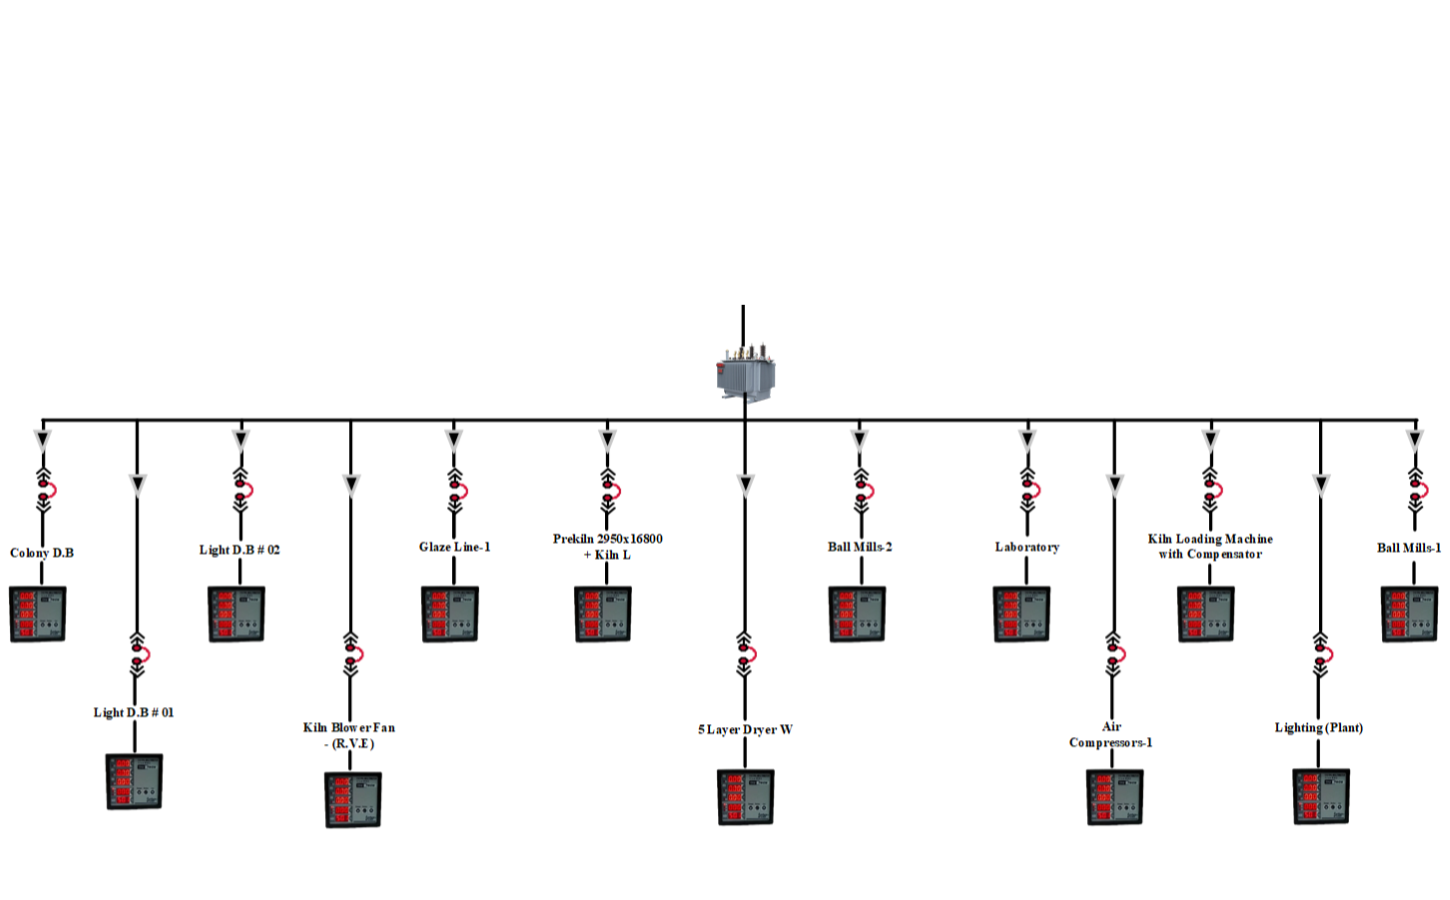 Colony D.B
Light D.B # 01
Light D.B # 02
Kiln Blower Fan
- (R.V.E)
Glaze Line-1
Prekiln 2950x16800
+ Kiln L
5 Layer Dryer W
Ball Mills-2
Laboratory
Air
Compressors-1
Kiln Loading Machine
with Compensator
Lighting (Plant)
Ball Mills-1